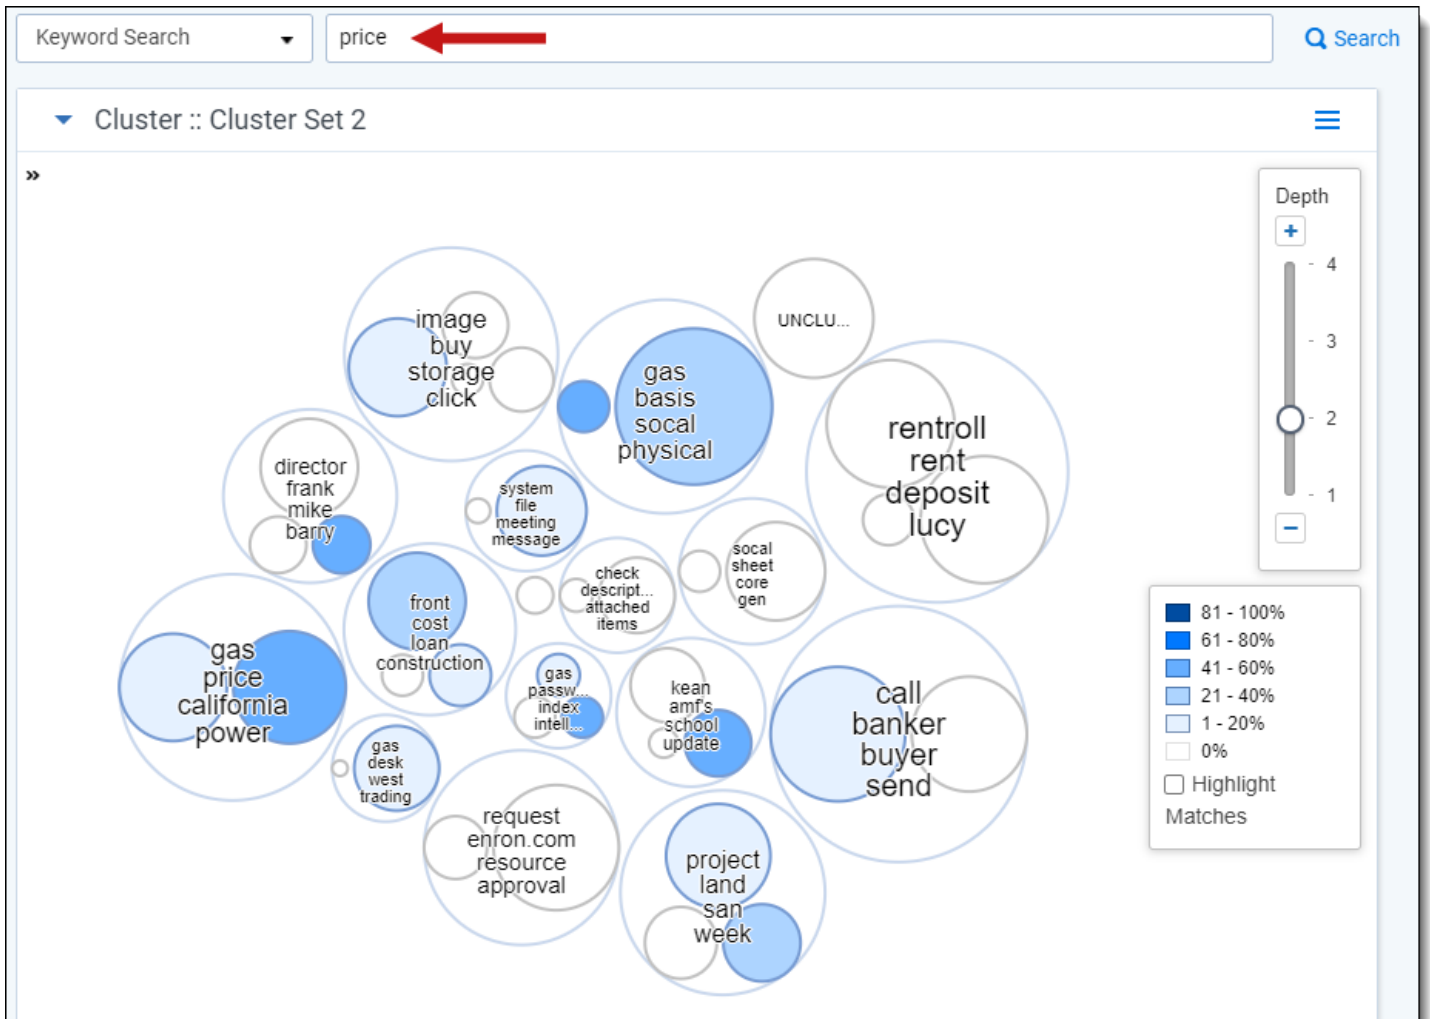 Keyword Search
price
Search
Cluster :: Cluster Set 2
»
Depth
+
4
3
2
1
−
image
buy
storage
click
gas
basis
socal
physical
UNCLU...
rentroll
rent
deposit
lucy
director
frank
mike
barry
system
file
meeting
message
socal
sheet
core
gen
check
descript...
attached
items
front
cost
loan
construction
gas
price
california
power
gas
passw...
index
intell...
kean
amf's
school
update
call
banker
buyer
send
gas
desk
west
trading
request
enron.com
resource
approval
project
land
san
week
81 - 100%
61 - 80%
41 - 60%
21 - 40%
1 - 20%
0%
Highlight
Matches